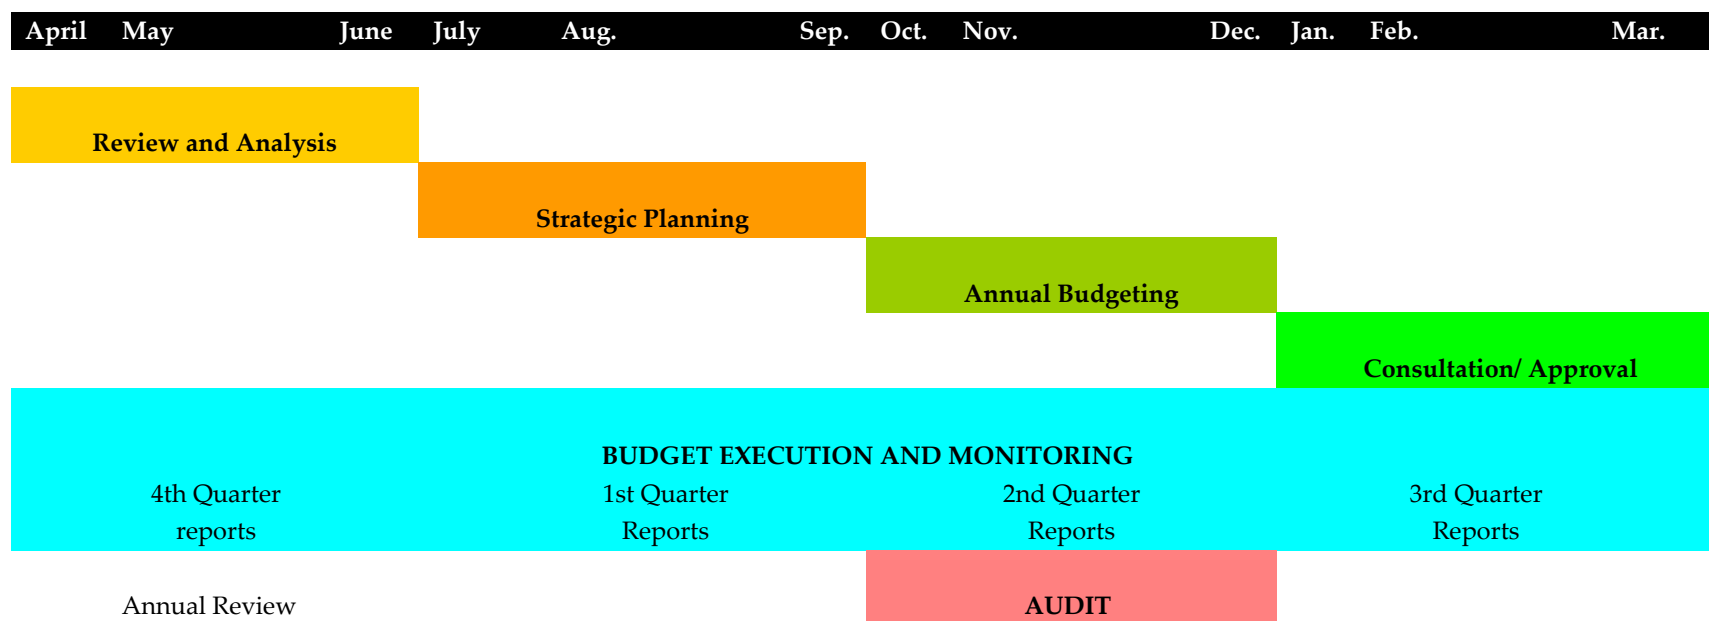 April May June July Aug. Sep. Oct. Nov. Dec. Jan. Feb. Mar.
Review and Analysis
Strategic Planning
Annual Budgeting
Consultation/ Approval
BUDGET EXECUTION AND MONITORING
4th Quarter 1st Quarter 2nd Quarter 3rd Quarter
reports Reports Reports Reports
Annual Review AUDIT